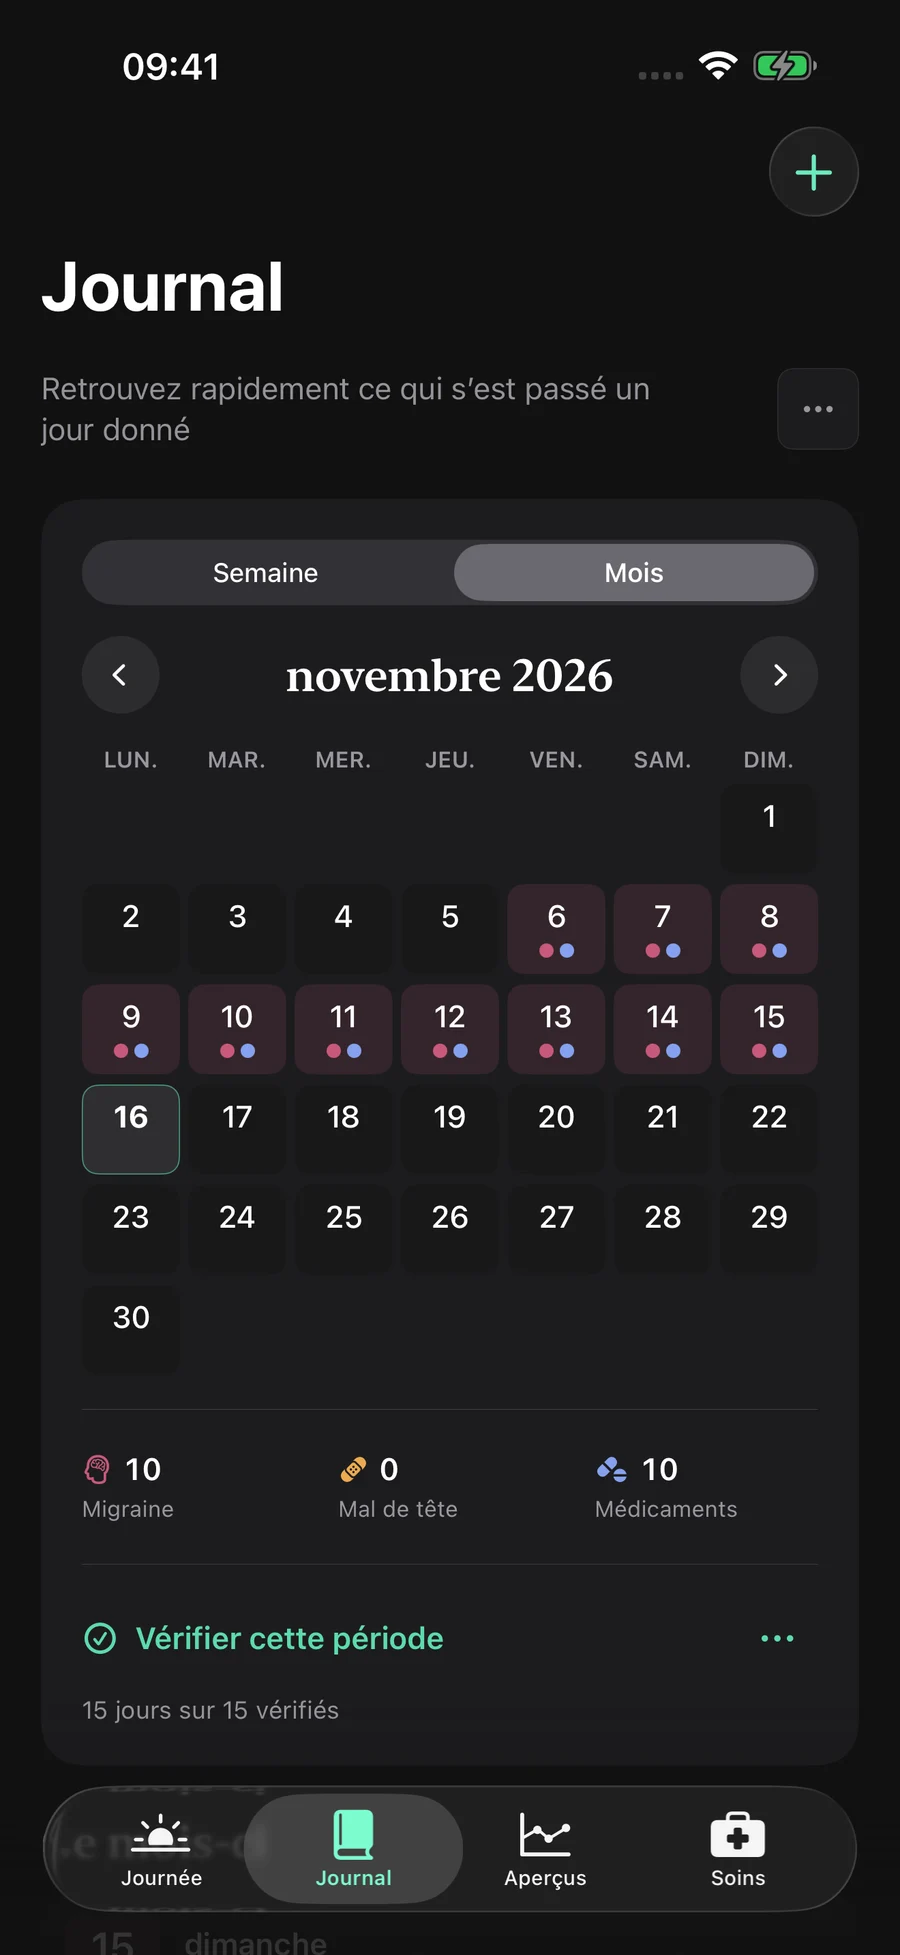 09:41
Journal
Retrouvez rapidement ce qui s’est passé un
jour donné
Semaine
Mois
novembre 2026
LUN. MAR. MER. JEU. VEN. SAM. DIM.
1
2 3 4 5 6 7 8
9 10 11 12 13 14 15
16 17 18 19 20 21 22
23 24 25 26 27 28 29
30
10 0 10
Migraine Mal de tête Médicaments
Vérifier cette période
15 jours sur 15 vérifiés
Journée Journal Aperçus Soins
15 dimanche